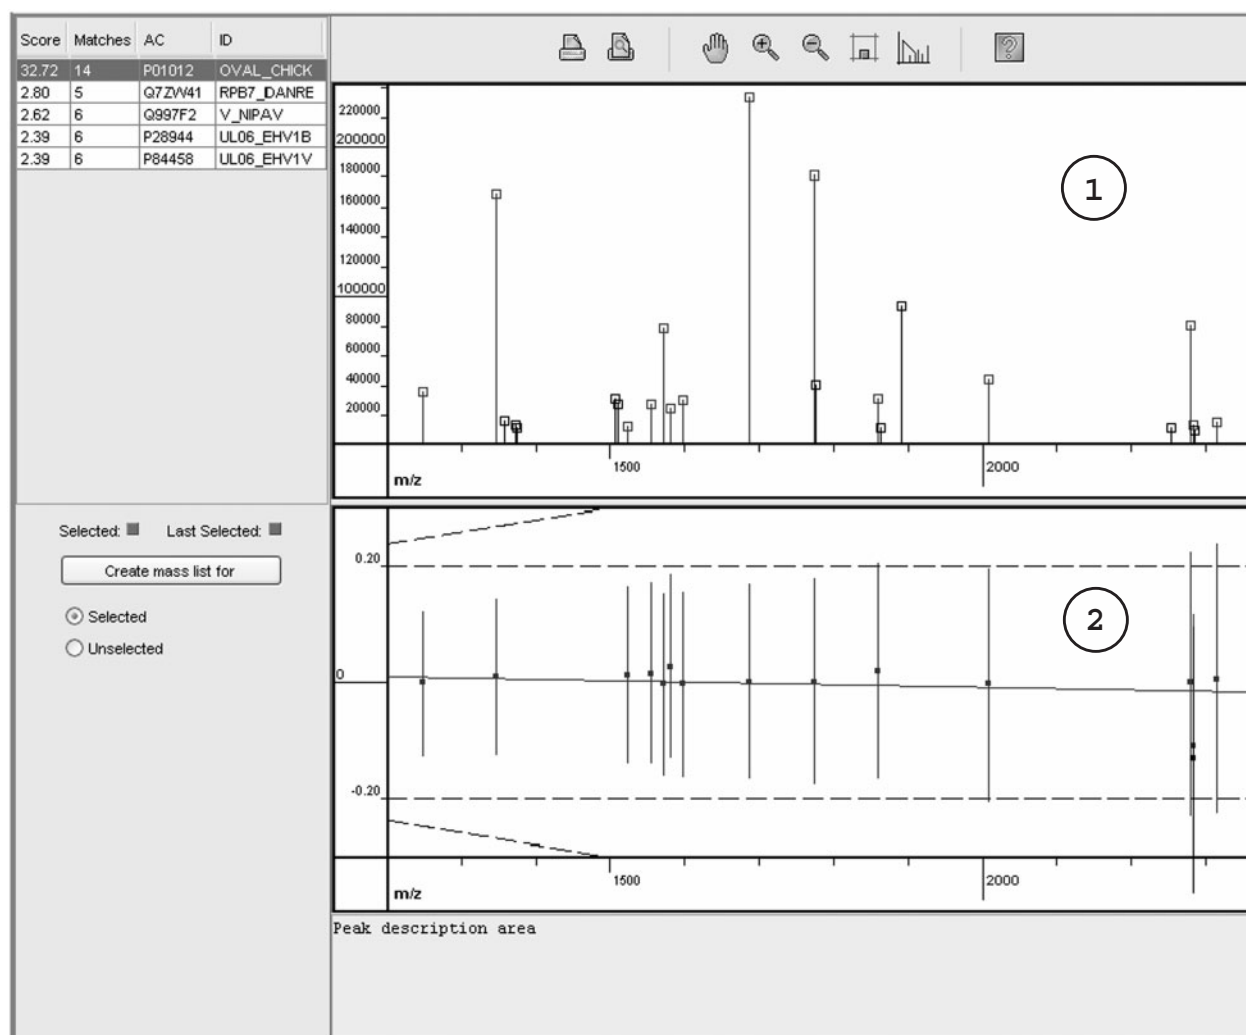 Score Matches AC ID
32.72 14 P01012 OVAL_CHICK
2.80 5 Q7ZW41 RPB7_DANRE
2.62 6 Q997F2 V_NIPAV
2.39 6 P28944 UL06_EHV1B
2.39 6 P84458 UL06_EHV1V
220000
200000
180000
160000
140000
120000
100000
80000
60000
40000
20000
1
1500 2000
m/z
Selected: Last Selected:
Create mass list for
Selected
Unselected
0.20
0
-0.20
2
1500 2000
m/z
Peak description area